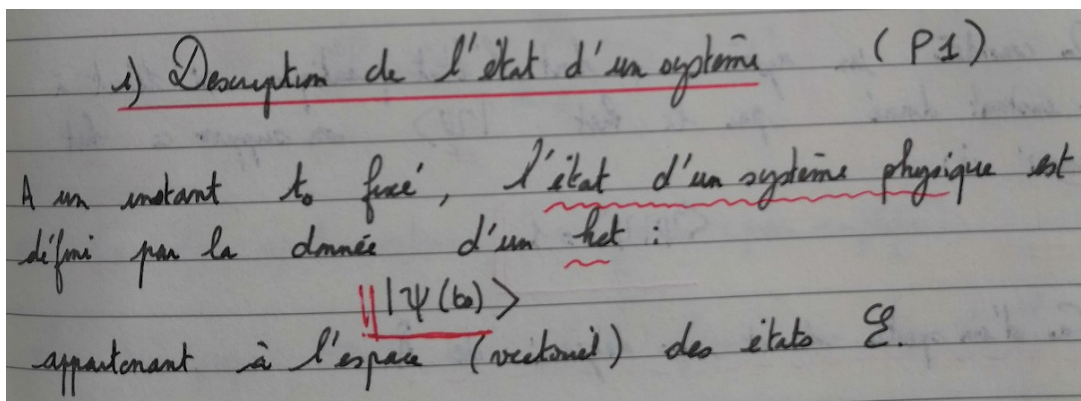 1) Description de l'état d'un système (P1)
A un instant t₀ fixé, l'état d'un système physique est
défini par la donnée d'un ket :
|ψ(t₀)>
appartenant à l'espace (vectoriel) des états ℰ.